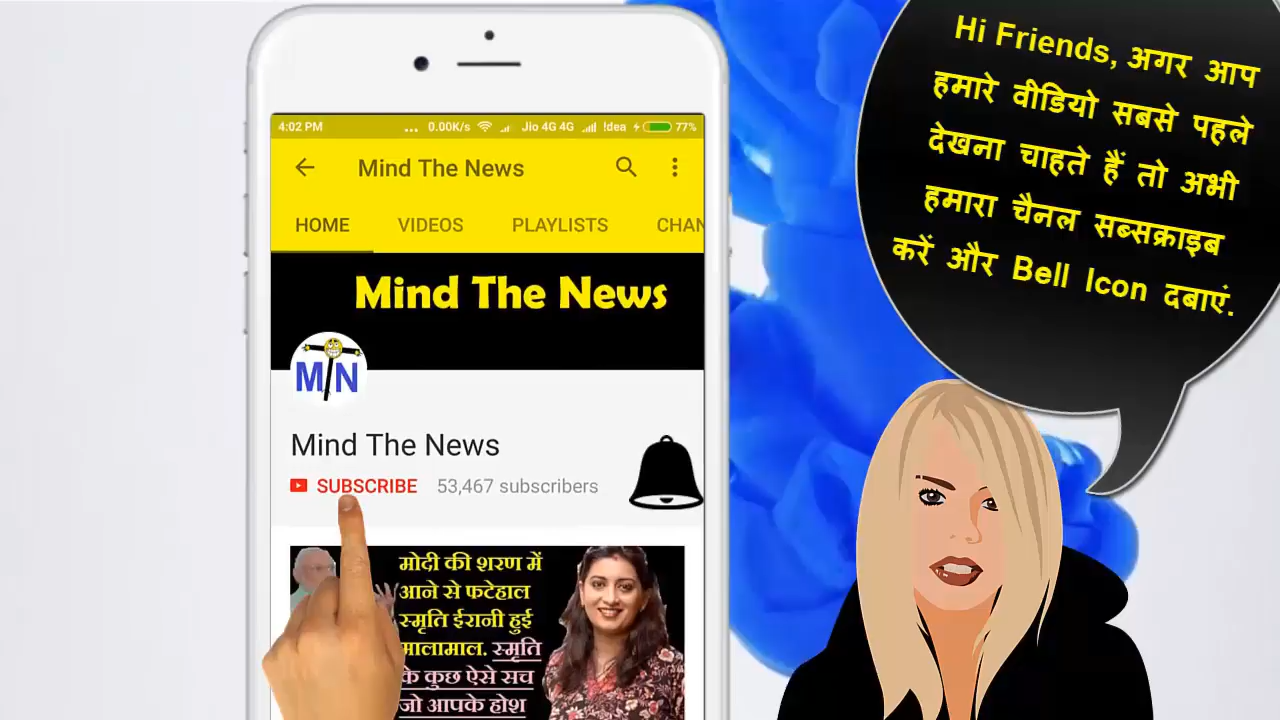 4:02 PM ... 0.00K/s Jio 4G 4G !dea 77%
Mind The News
HOME VIDEOS PLAYLISTS CHAN
Mind The News
MN
Mind The News
SUBSCRIBE 53,467 subscribers
मोदी की शरण में
आने से फटेहाल
स्मृति ईरानी हुई
मालामाल. स्मृति
के कुछ ऐसे सच
जो आपके होश
Hi Friends, अगर आप
हमारे वीडियो सबसे पहले
देखना चाहते हैं तो अभी
हमारा चैनल सब्सक्राइब
करें और Bell Icon दबाएं.